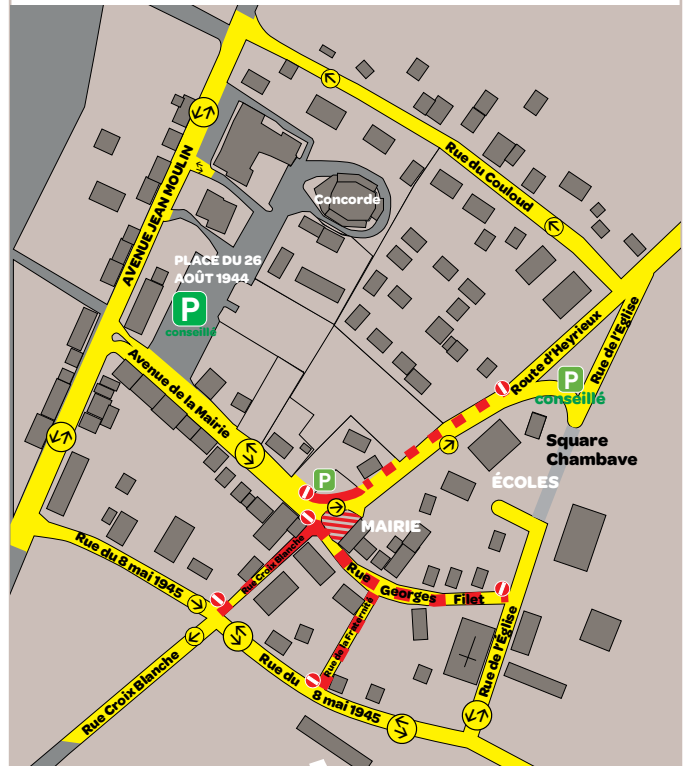 Rue du Couloud
AVENUE JEAN MOULIN
Concorde
PLACE DU 26
AOÛT 1944
P
conseillé
Route d'Heyrieux
Rue de l'Eglise
P
conseillé
Avenue de la Mairie
Square
Chambave
P
ÉCOLES
MAIRIE
Rue du 8 mai 1945
Rue Croix Blanche
Rue Georges Filet
Rue de la Fraternité
Rue de l'Église
Rue Croix Blanche
Rue du 8 mai 1945